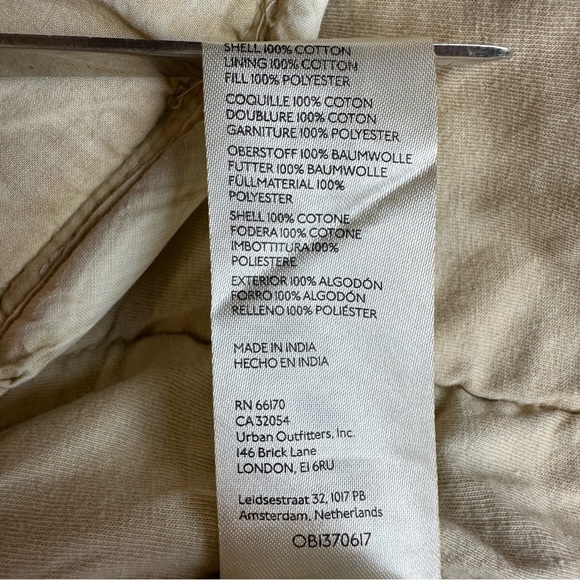 SHELL 100% COTTON
LINING 100% COTTON
FILL 100% POLYESTER
COQUILLE 100% COTON
DOUBLURE 100% COTON
GARNITURE 100% POLYESTER
OBERSTOFF 100% BAUMWOLLE
FUTTER 100% BAUMWOLLE
FÜLLMATERIAL 100%
POLYESTER
SHELL 100% COTONE
FODERA 100% COTONE
IMBOTTITURA 100%
POLIESTERE
EXTERIOR 100% ALGODÓN
FORRO 100% ALGODÓN
RELLENO 100% POLIÉSTER
MADE IN INDIA
HECHO EN INDIA
RN 66170
CA 32054
Urban Outfitters, Inc.
146 Brick Lane
LONDON, E1 6RU
Leidsestraat 32, 1017 PB
Amsterdam, Netherlands
OB1370617